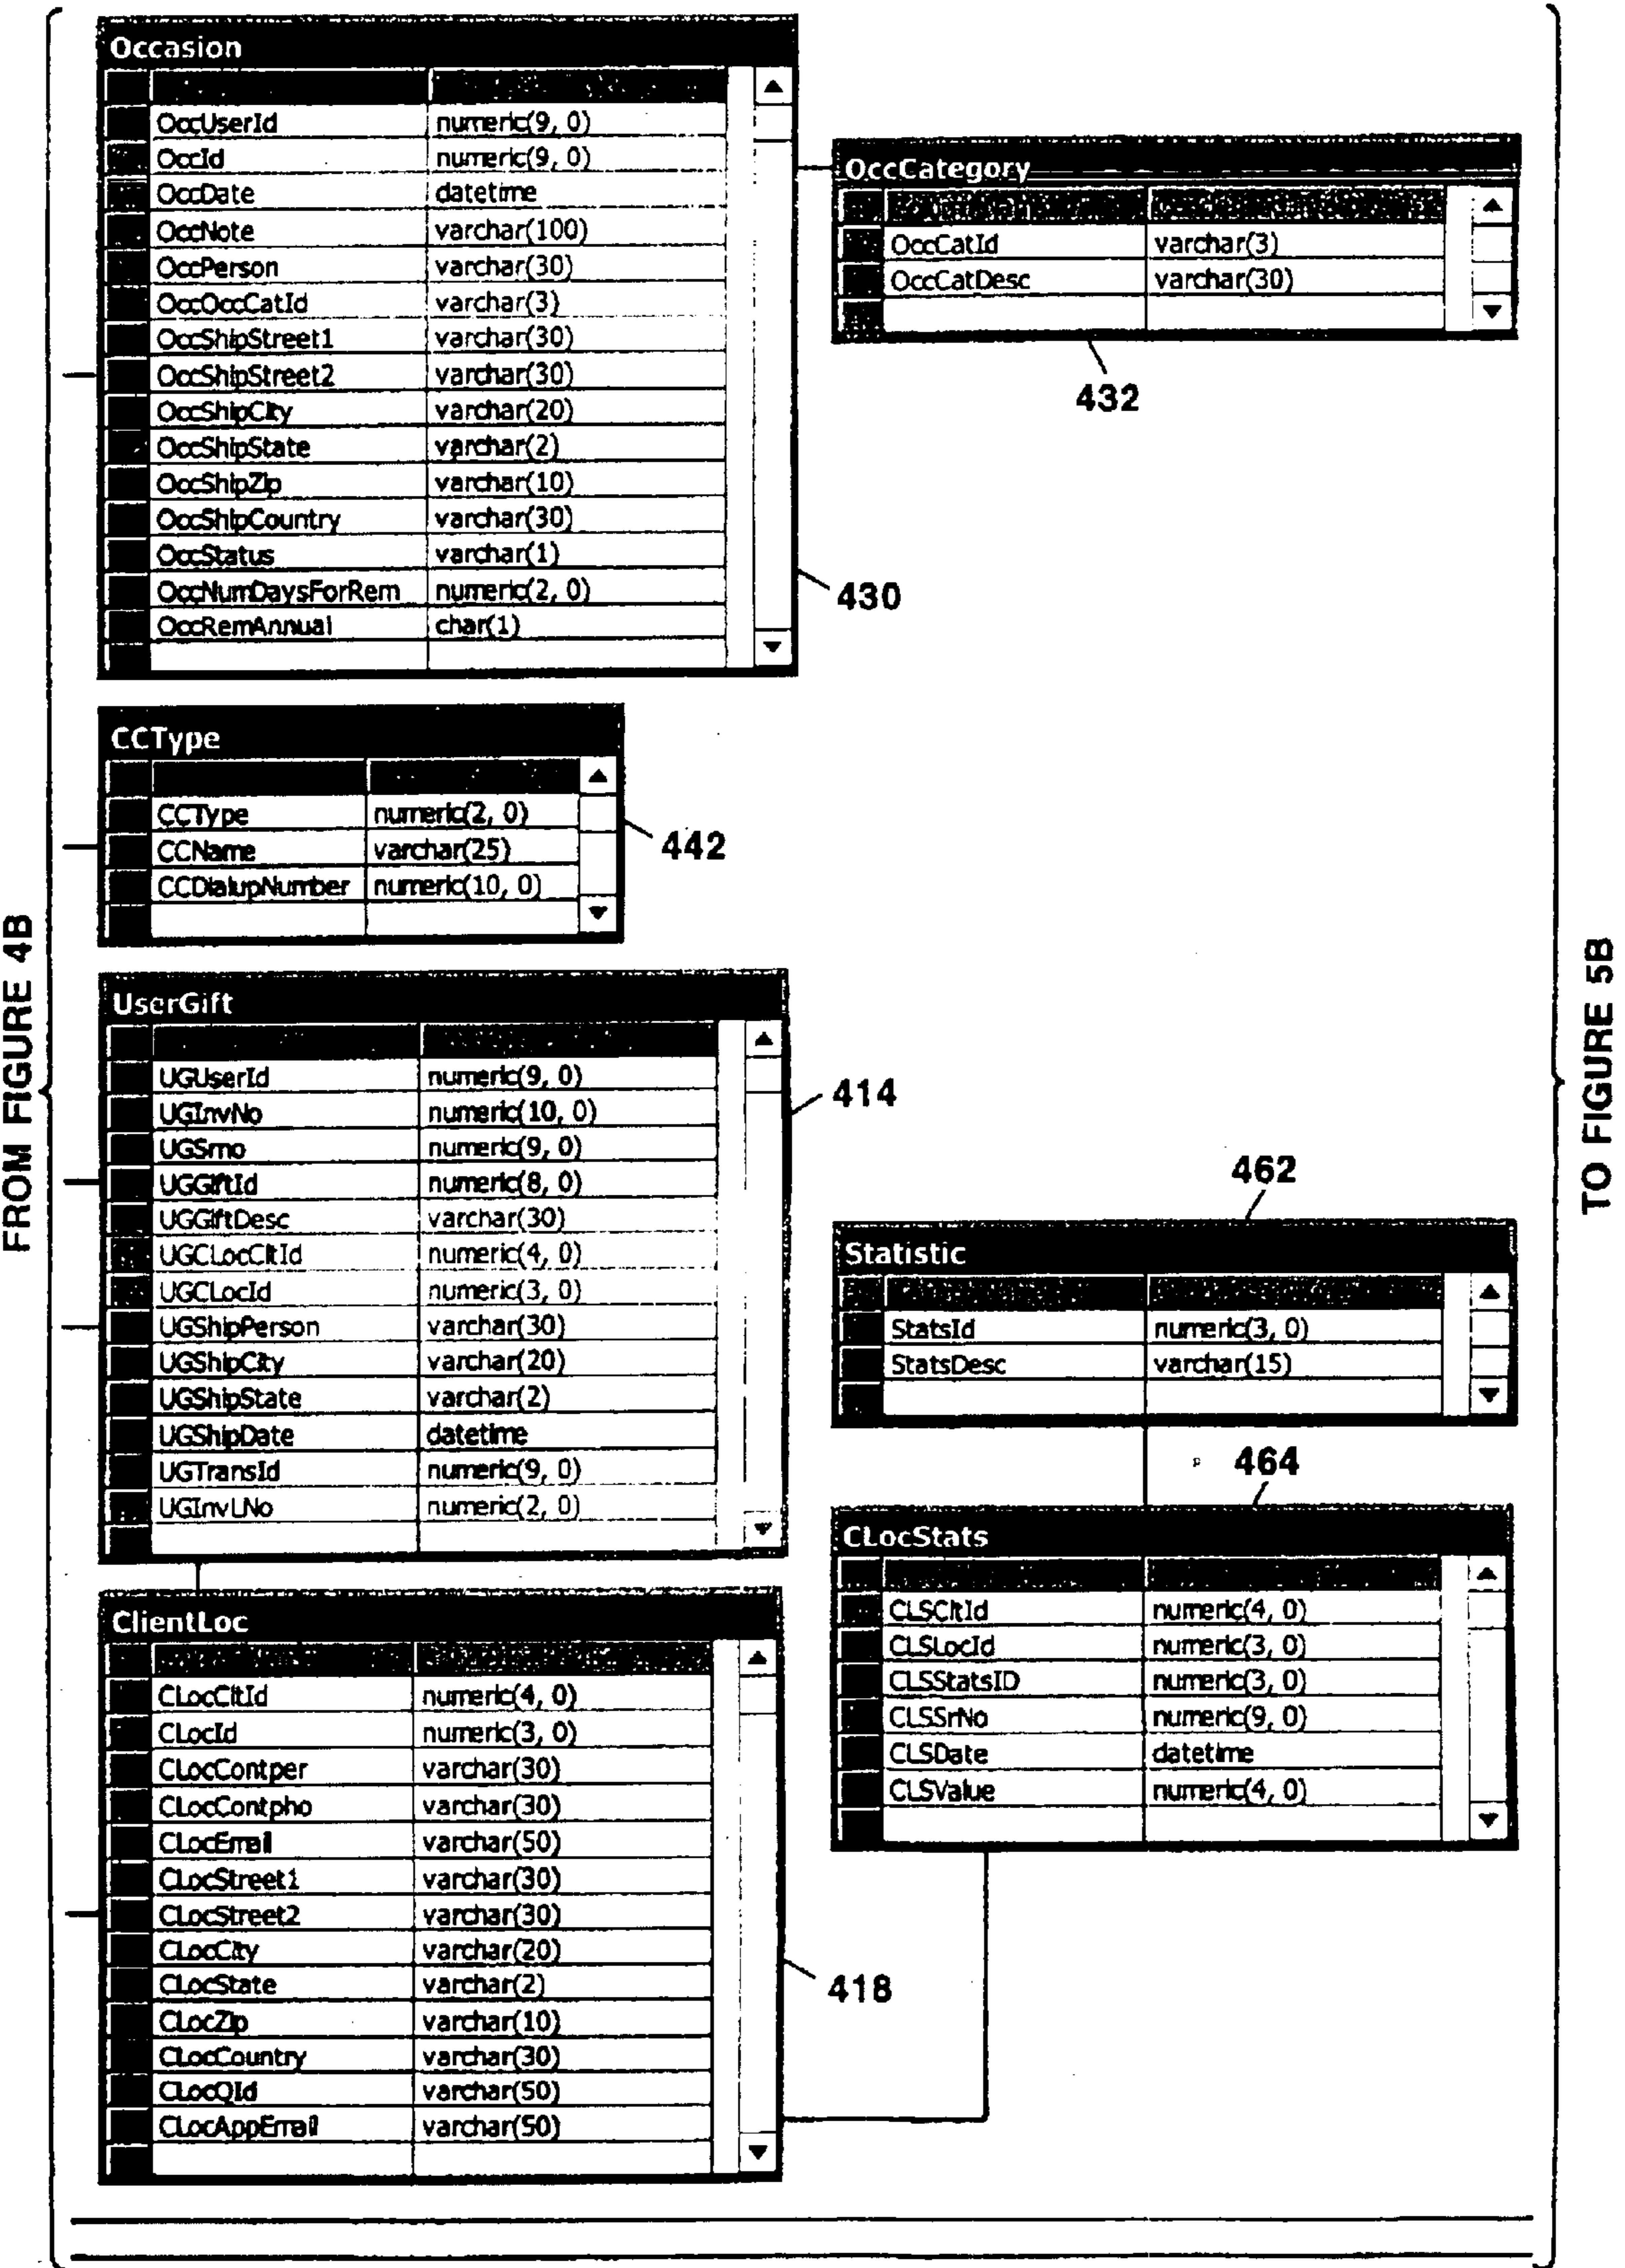 FROM FIGURE 4B
Occasion
OccUserId numeric(9, 0)
OccId numeric(9, 0)
OccDate datetime
OccNote varchar(100)
OccPerson varchar(30)
OccOccCatId varchar(3)
OccShipStreet1 varchar(30)
OccShipStreet2 varchar(30)
OccShipCity varchar(20)
OccShipState varchar(2)
OccShipZip varchar(10)
OccShipCountry varchar(30)
OccStatus varchar(1)
OccNumDaysForRem numeric(2, 0)
OccRemAnnual char(1)
430
OccCategory
OccCatId varchar(3)
OccCatDesc varchar(30)
432
CCType
CCType numeric(2, 0)
CCName varchar(25)
CCDialupNumber numeric(10, 0)
442
UserGift
UGUserId numeric(9, 0)
UGInvNo numeric(10, 0)
UGSrno numeric(9, 0)
UGGiftId numeric(8, 0)
UGGiftDesc varchar(30)
UGCLocCltId numeric(4, 0)
UGCLocId numeric(3, 0)
UGShipPerson varchar(30)
UGShipCity varchar(20)
UGShipState varchar(2)
UGShipDate datetime
UGTransId numeric(9, 0)
UGInvLNo numeric(2, 0)
414
462
Statistic
StatsId numeric(3, 0)
StatsDesc varchar(15)
464
CLocStats
CLSCltId numeric(4, 0)
CLSLocId numeric(3, 0)
CLSStatsID numeric(3, 0)
CLSSrNo numeric(9, 0)
CLSDate datetime
CLSValue numeric(4, 0)
ClientLoc
CLocCltId numeric(4, 0)
CLocId numeric(3, 0)
CLocContper varchar(30)
CLocContpho varchar(30)
CLocEmail varchar(50)
CLocStreet1 varchar(30)
CLocStreet2 varchar(30)
CLocCity varchar(20)
CLocState varchar(2)
CLocZip varchar(10)
CLocCountry varchar(30)
CLocQId varchar(50)
CLocAppEmail varchar(50)
418
TO FIGURE 5B